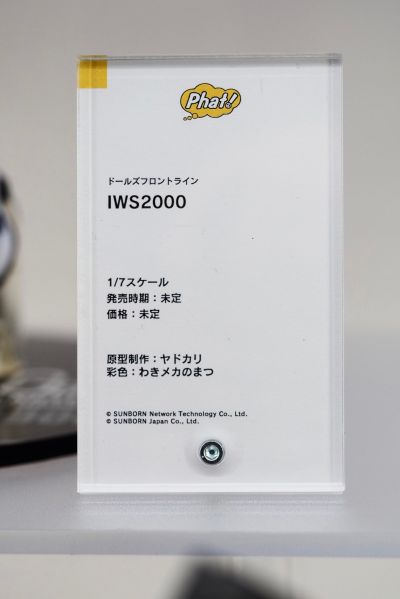 Phat!
ドールズフロントライン
IWS2000
1/7スケール
発売時期：未定
価格：未定
原型制作：ヤドカリ
彩色：わきメカのまつ
© SUNBORN Network Technology Co., Ltd.
© SUNBORN Japan Co., Ltd.